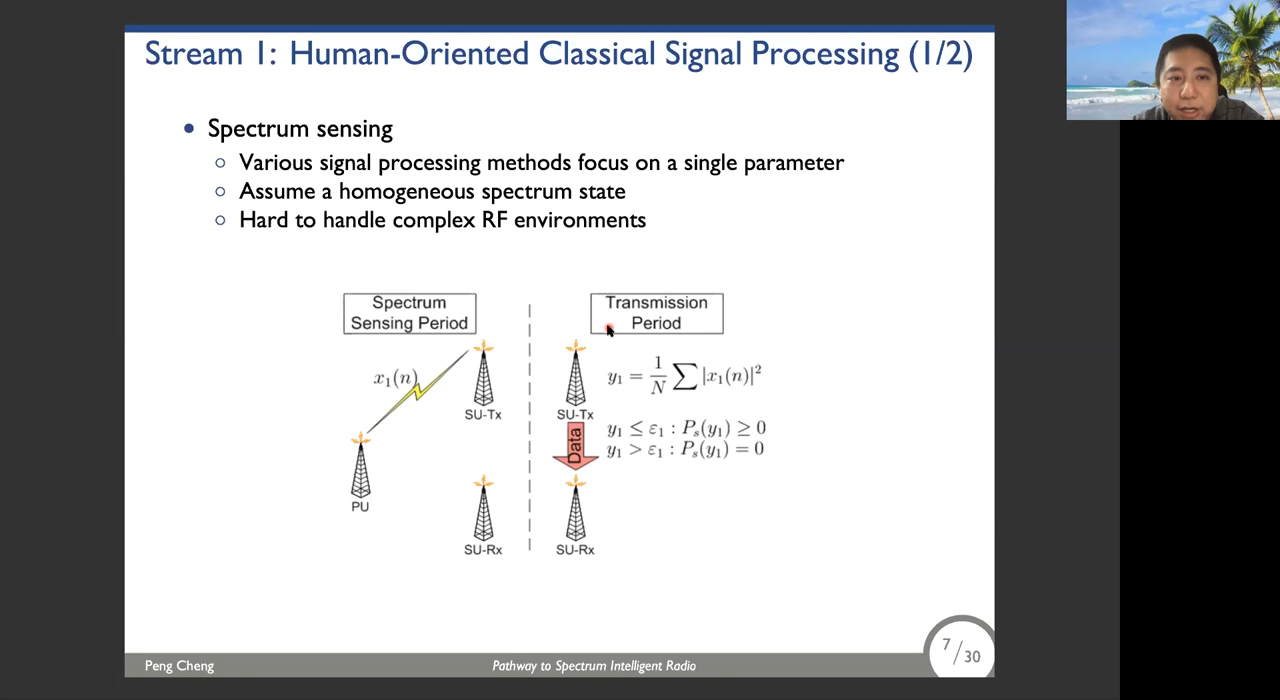 Stream 1: Human-Oriented Classical Signal Processing (1/2)
Spectrum sensing
Various signal processing methods focus on a single parameter
Assume a homogeneous spectrum state
Hard to handle complex RF environments
Spectrum
Sensing Period
x₁(n)
SU-Tx
PU
SU-Rx
Transmission
Period
SU-Tx
Data
SU-Rx
y₁ = 1/N ∑ |x₁(n)|²
y₁ ≤ ε₁ : Pₛ(y₁) ≥ 0
y₁ > ε₁ : Pₛ(y₁) = 0
Peng Cheng
Pathway to Spectrum Intelligent Radio
7/30